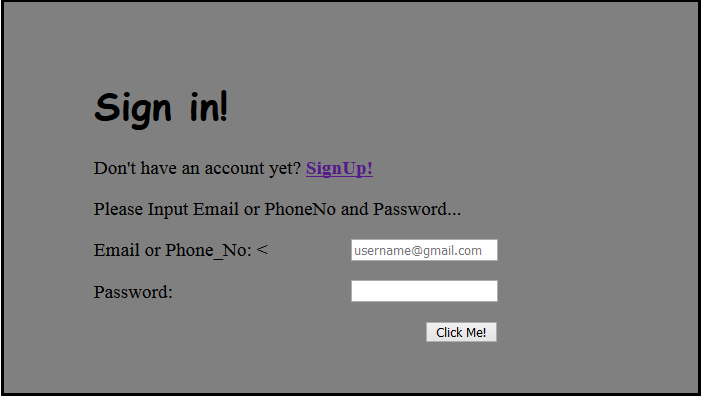 Sign in!
Don't have an account yet? SignUp!
Please Input Email or PhoneNo and Password...
Email or Phone_No: < username@gmail.com
Password:
Click Me!